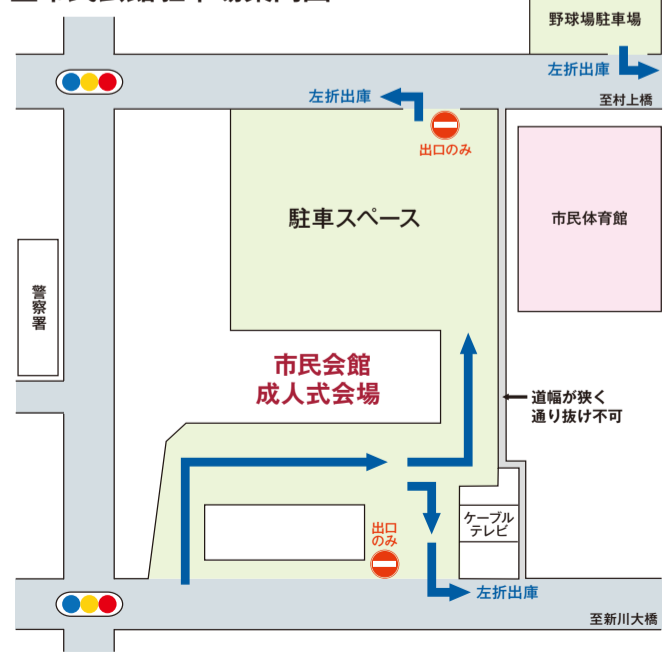 野球場駐車場
左折出庫
左折出庫
至村上橋
出口のみ
駐車スペース
市民体育館
警察署
市民会館
成人式会場
道幅が狭く
通り抜け不可
ケーブル
テレビ
出口
のみ
左折出庫
至新川大橋